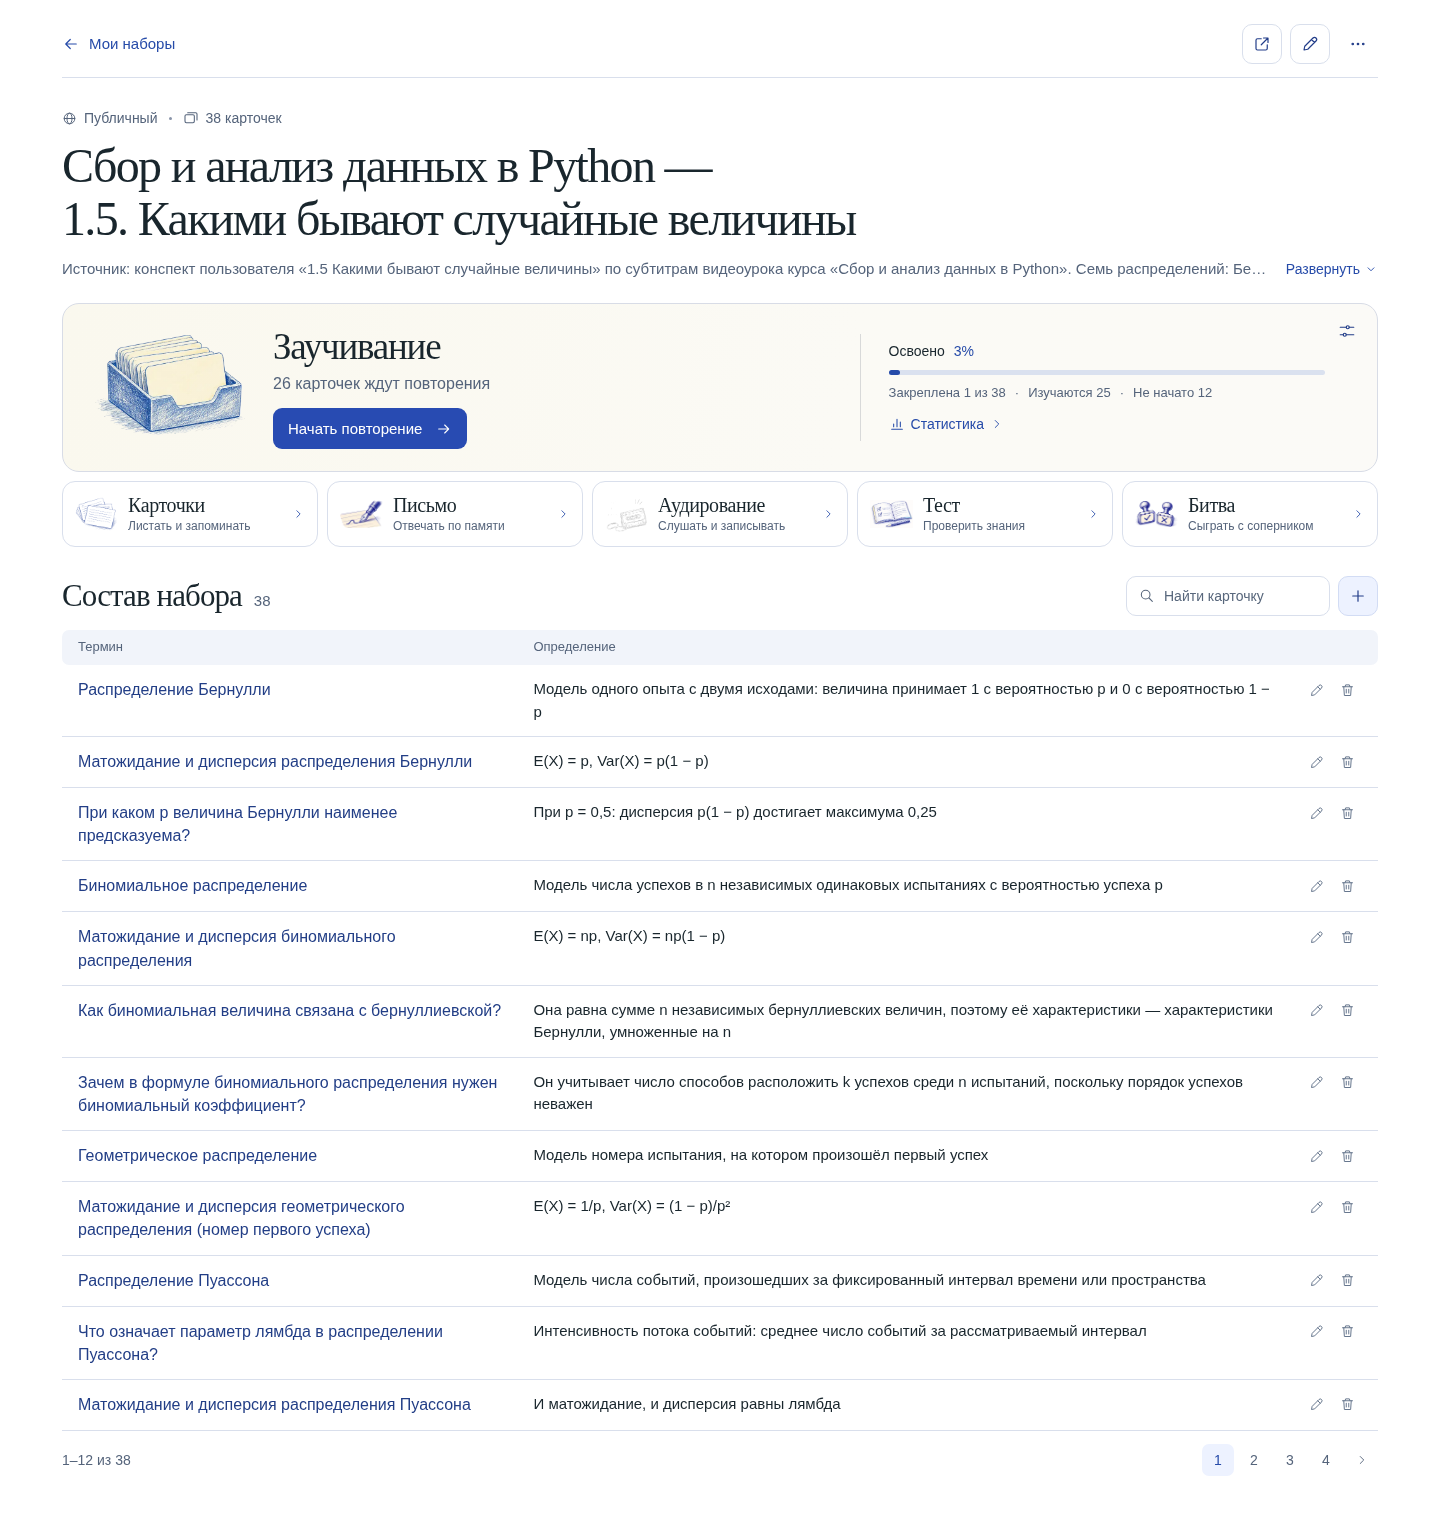 Мои наборы
Публичный • 38 карточек
Сбор и анализ данных в Python —
1.5. Какими бывают случайные величины
Источник: конспект пользователя «1.5 Какими бывают случайные величины» по субтитрам видеоурока курса «Сбор и анализ данных в Python». Семь распределений: Бе… Развернуть
Заучивание
26 карточек ждут повторения
Начать повторение
Освоено 3%
Закреплена 1 из 38 · Изучаются 25 · Не начато 12
Статистика
Карточки
Листать и запоминать
Письмо
Отвечать по памяти
Аудирование
Слушать и записывать
Тест
Проверить знания
Битва
Сыграть с соперником
Состав набора 38
Найти карточку
Термин Определение
Распределение Бернулли
Модель одного опыта с двумя исходами: величина принимает 1 с вероятностью p и 0 с вероятностью 1 −
p
Матожидание и дисперсия распределения Бернулли
E(X) = p, Var(X) = p(1 − p)
При каком p величина Бернулли наименее
предсказуема?
При p = 0,5: дисперсия p(1 − p) достигает максимума 0,25
Биномиальное распределение
Модель числа успехов в n независимых одинаковых испытаниях с вероятностью успеха p
Матожидание и дисперсия биномиального
распределения
E(X) = np, Var(X) = np(1 − p)
Как биномиальная величина связана с бернуллиевской?
Она равна сумме n независимых бернуллиевских величин, поэтому её характеристики — характеристики
Бернулли, умноженные на n
Зачем в формуле биномиального распределения нужен
биномиальный коэффициент?
Он учитывает число способов расположить k успехов среди n испытаний, поскольку порядок успехов
неважен
Геометрическое распределение
Модель номера испытания, на котором произошёл первый успех
Матожидание и дисперсия геометрического
распределения (номер первого успеха)
E(X) = 1/p, Var(X) = (1 − p)/p²
Распределение Пуассона
Модель числа событий, произошедших за фиксированный интервал времени или пространства
Что означает параметр лямбда в распределении
Пуассона?
Интенсивность потока событий: среднее число событий за рассматриваемый интервал
Матожидание и дисперсия распределения Пуассона
И матожидание, и дисперсия равны лямбда
1–12 из 38
1 2 3 4